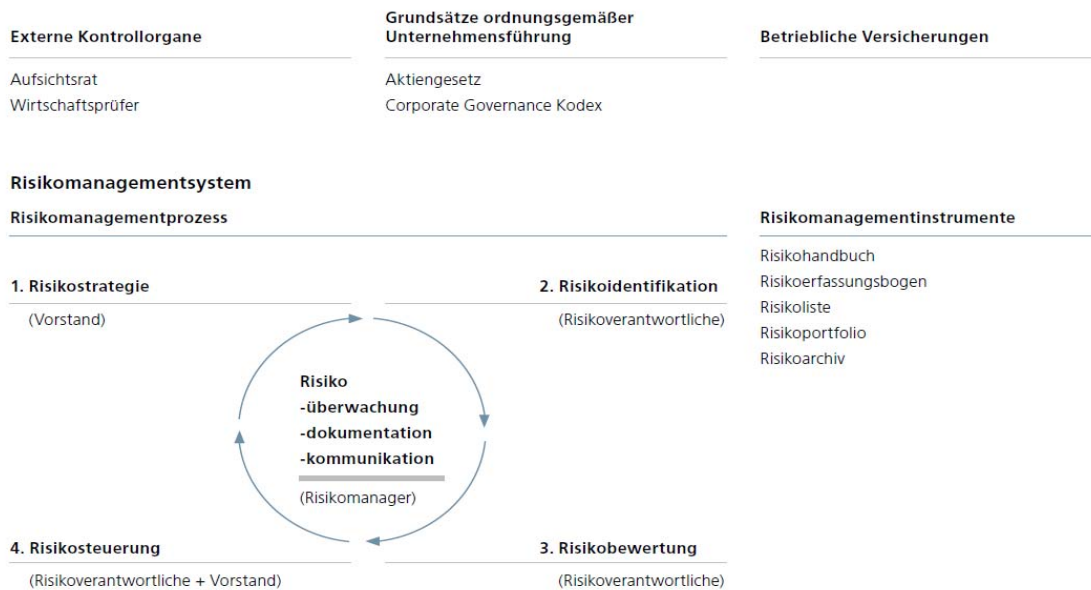 Externe Kontrollorgane
Aufsichtsrat
Wirtschaftsprüfer
Grundsätze ordnungsgemäßer
Unternehmensführung
Aktiengesetz
Corporate Governance Kodex
Betriebliche Versicherungen
Risikomanagementsystem
Risikomanagementprozess
1. Risikostrategie
(Vorstand)
2. Risikoidentifikation
(Risikoverantwortliche)
Risiko
-überwachung
-dokumentation
-kommunikation
(Risikomanager)
4. Risikosteuerung
(Risikoverantwortliche + Vorstand)
3. Risikobewertung
(Risikoverantwortliche)
Risikomanagementinstrumente
Risikohandbuch
Risikoerfassungsbogen
Risikoliste
Risikoportfolio
Risikoarchiv